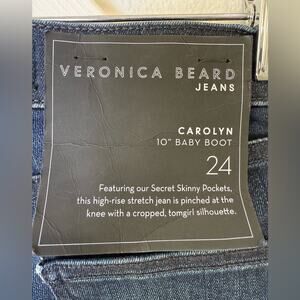 VERONICA BEARD
JEANS
CAROLYN
10" BABY BOOT
24
Featuring our Secret Skinny Pockets,
this high-rise stretch jean is pinched at the
knee with a cropped, tomgirl silhouette.